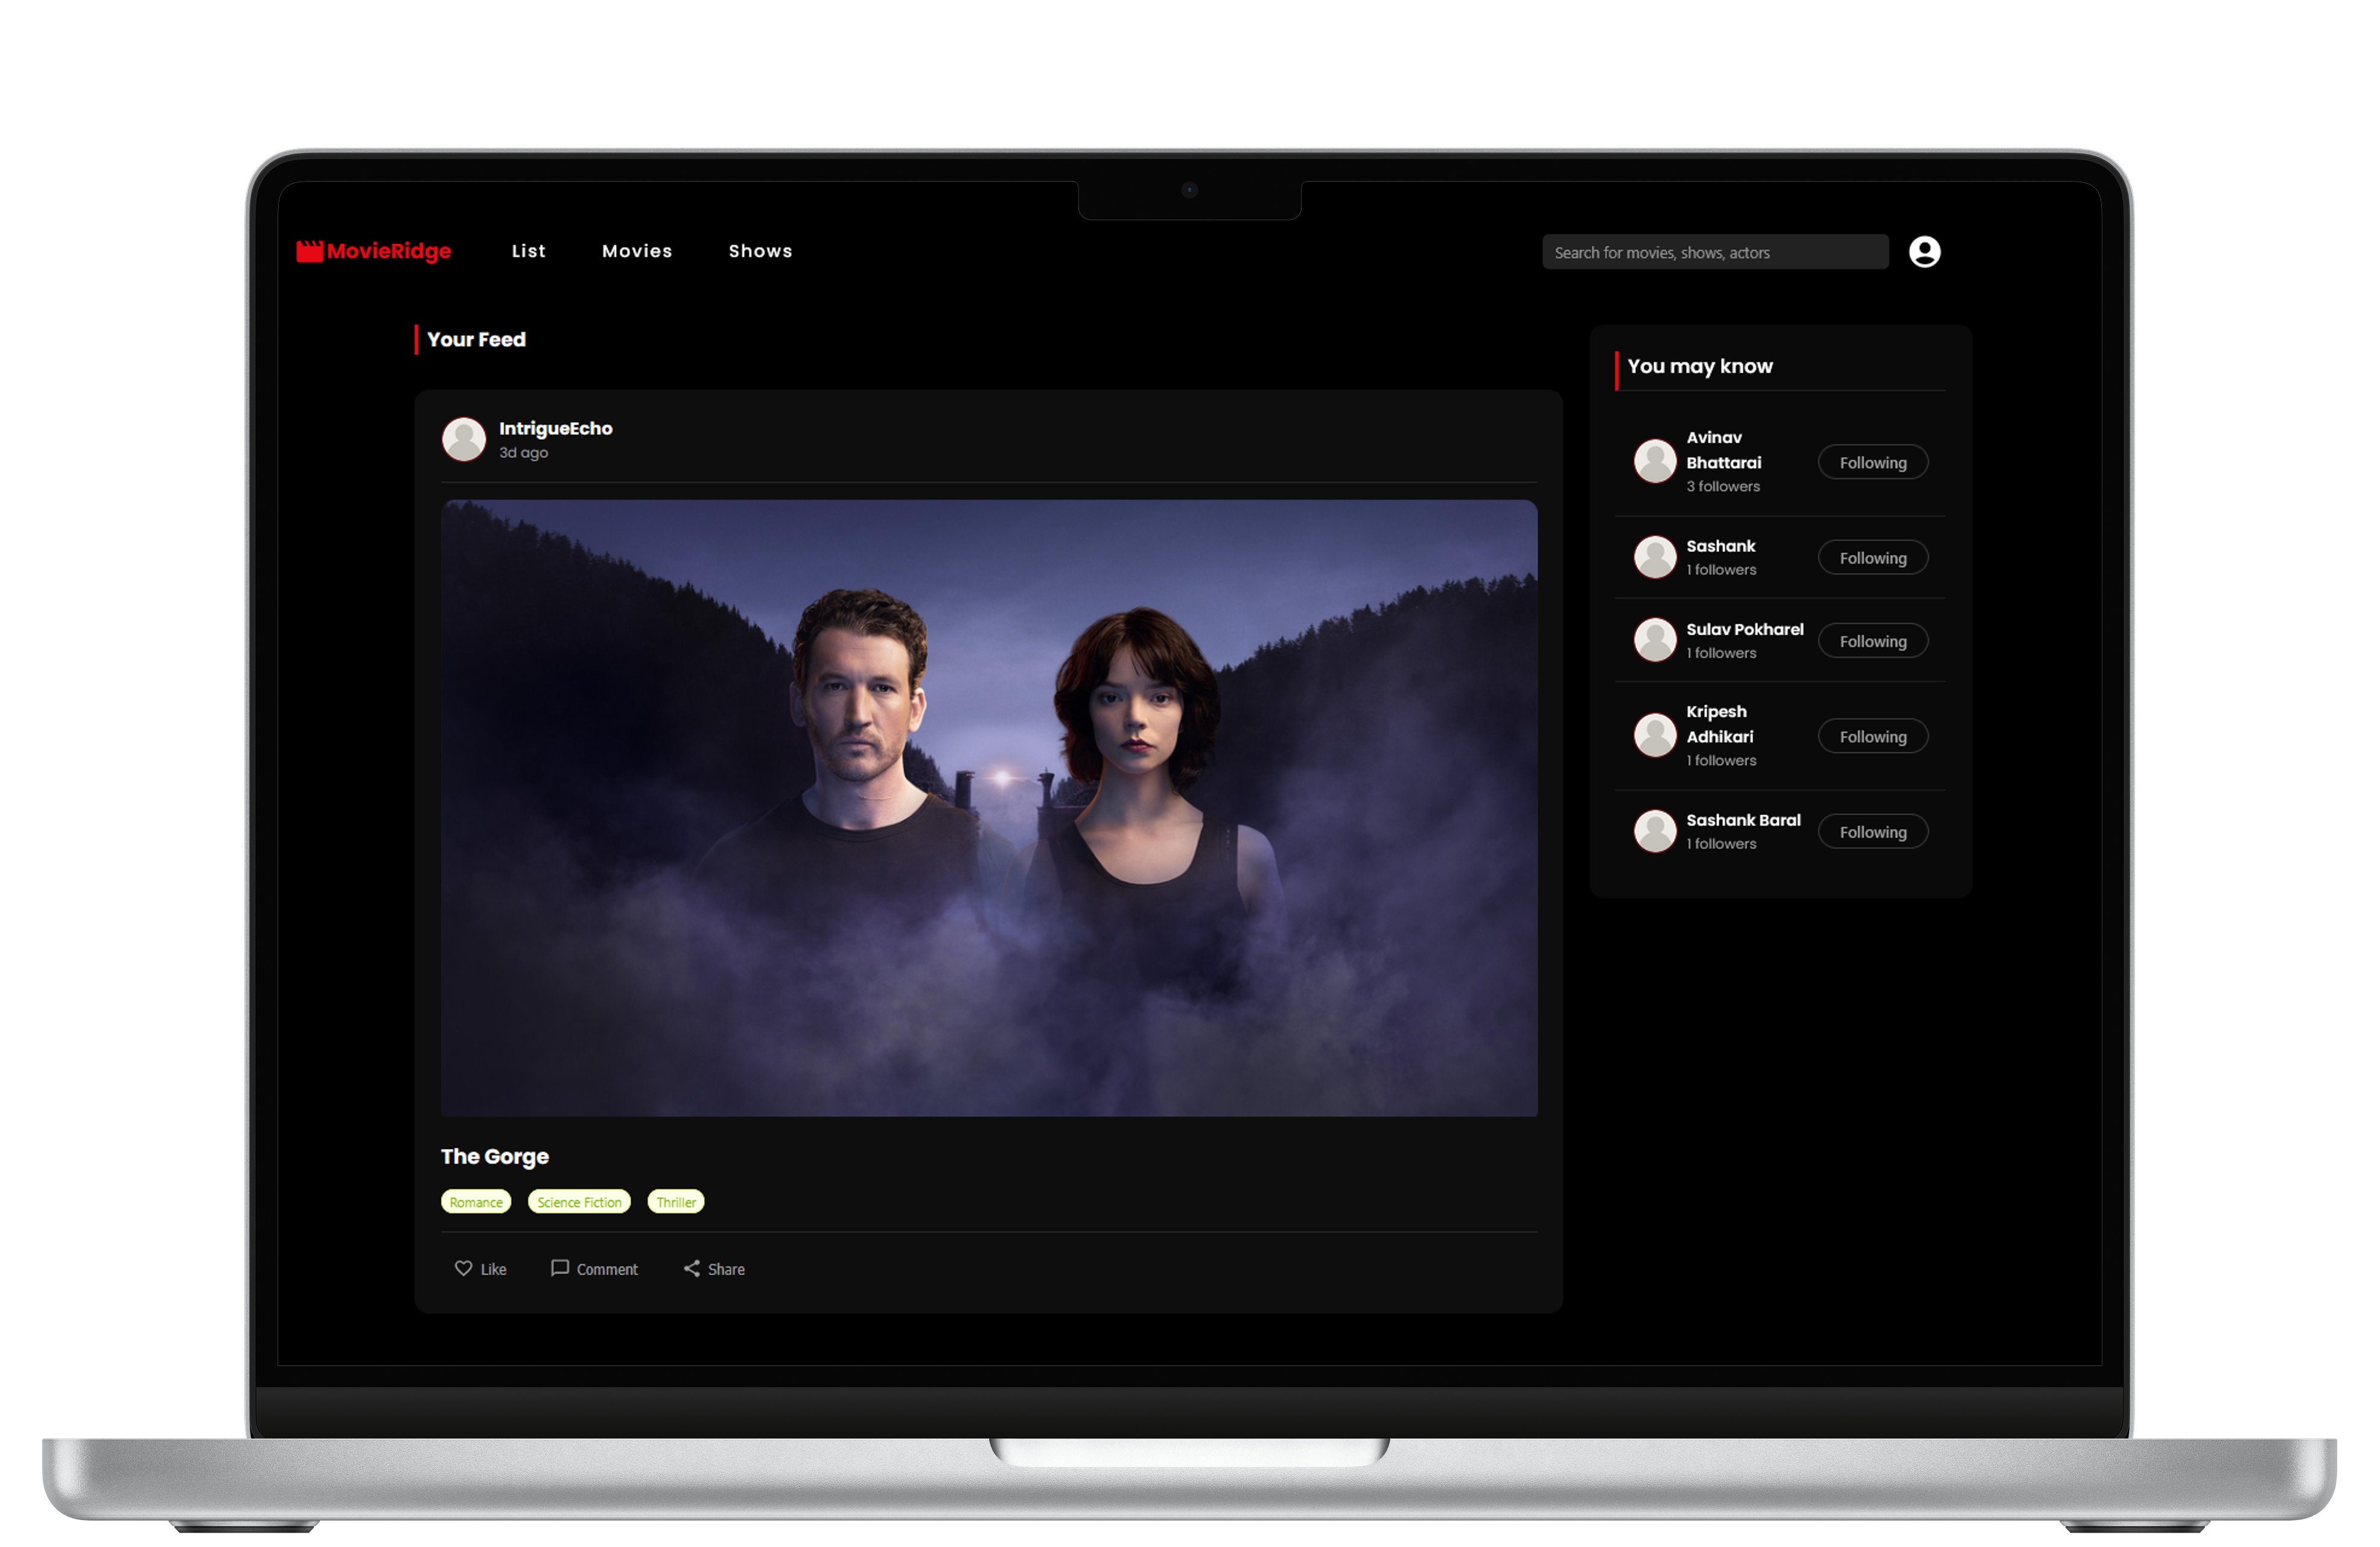 MovieRidge
List
Movies
Shows
Search for movies, shows, actors
Your Feed
IntrigueEcho
3d ago
The Gorge
Romance
Science Fiction
Thriller
Like
Comment
Share
You may know
Avinav
Bhattarai
3 followers
Following
Sashank
1 followers
Following
Sulav Pokharel
1 followers
Following
Kripesh
Adhikari
1 followers
Following
Sashank Baral
1 followers
Following